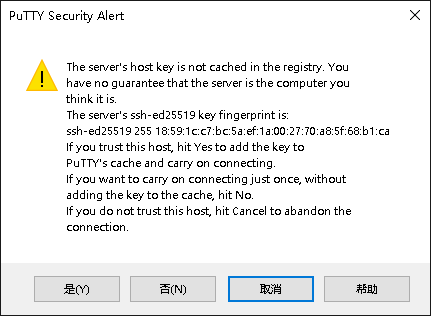 PuTTY Security Alert
The server's host key is not cached in the registry. You
have no guarantee that the server is the computer you
think it is.
The server's ssh-ed25519 key fingerprint is:
ssh-ed25519 255 18:59:1c:c7:bc:5a:ef:1a:00:27:70:a8:5f:68:b1:ca
If you trust this host, hit Yes to add the key to
PuTTY's cache and carry on connecting.
If you want to carry on connecting just once, without
adding the key to the cache, hit No.
If you do not trust this host, hit Cancel to abandon the
connection.
是(Y)
否(N)
取消
帮助